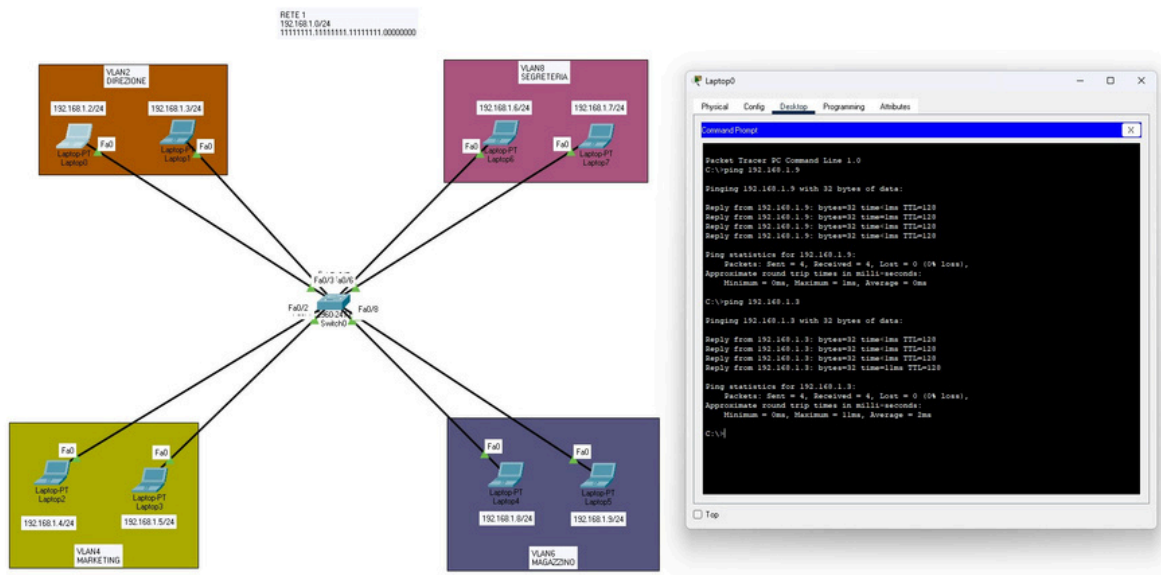 RETE 1
192.168.1.0/24
11111111.11111111.11111111.00000000
VLAN2
DIREZIONE
192.168.1.2/24
192.168.1.3/24
Fa0
Fa0
Laptop-PT
Laptop0
Laptop1
VLAN8
SEGRETERIA
192.168.1.6/24
192.168.1.7/24
Fa0
Fa0
Laptop-PT
Laptop6
Laptop-PT
Laptop7
Fa0/3
Fa0/2
Fa0/8
Switch0
Fa0
Fa0
Laptop-PT
Laptop2
Laptop-PT
Laptop3
192.168.1.4/24
192.168.1.5/24
VLAN4
MARKETING
Fa0
Fa0
Laptop-PT
Laptop4
Laptop-PT
Laptop5
192.168.1.8/24
192.168.1.9/24
VLAN6
MAGAZZINO
Laptop0
Physical Config Desktop Programming Attributes
Command Prompt
X
Packet Tracer PC Command Line 1.0
C:\>ping 192.168.1.9
Pinging 192.168.1.9 with 32 bytes of data:
Reply from 192.168.1.9: bytes=32 time<1ms TTL=128
Reply from 192.168.1.9: bytes=32 time<1ms TTL=128
Reply from 192.168.1.9: bytes=32 time=1ms TTL=128
Reply from 192.168.1.9: bytes=32 time<1ms TTL=128
Ping statistics for 192.168.1.9:
Packets: Sent = 4, Received = 4, Lost = 0 (0% loss),
Approximate round trip times in milli-seconds:
Minimum = 0ms, Maximum = 1ms, Average = 0ms
C:\>ping 192.168.1.3
Pinging 192.168.1.3 with 32 bytes of data:
Reply from 192.168.1.3: bytes=32 time<1ms TTL=128
Reply from 192.168.1.3: bytes=32 time<1ms TTL=128
Reply from 192.168.1.3: bytes=32 time<1ms TTL=128
Reply from 192.168.1.3: bytes=32 time=11ms TTL=128
Ping statistics for 192.168.1.3:
Packets: Sent = 4, Received = 4, Lost = 0 (0% loss),
Approximate round trip times in milli-seconds:
Minimum = 0ms, Maximum = 11ms, Average = 2ms
C:\>
Top